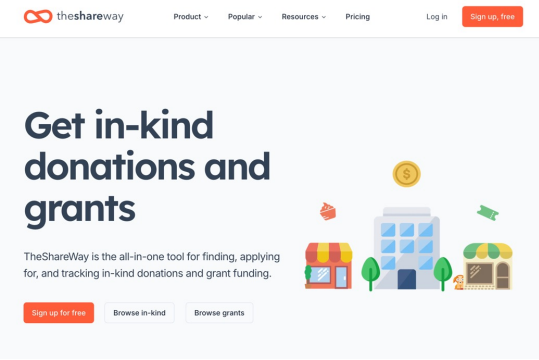 theshareway
Product Popular Resources Pricing Log in Sign up, free
Get in-kind
donations and
grants
TheShareWay is the all-in-one tool for finding, applying
for, and tracking in-kind donations and grant funding.
Sign up for free Browse in-kind Browse grants